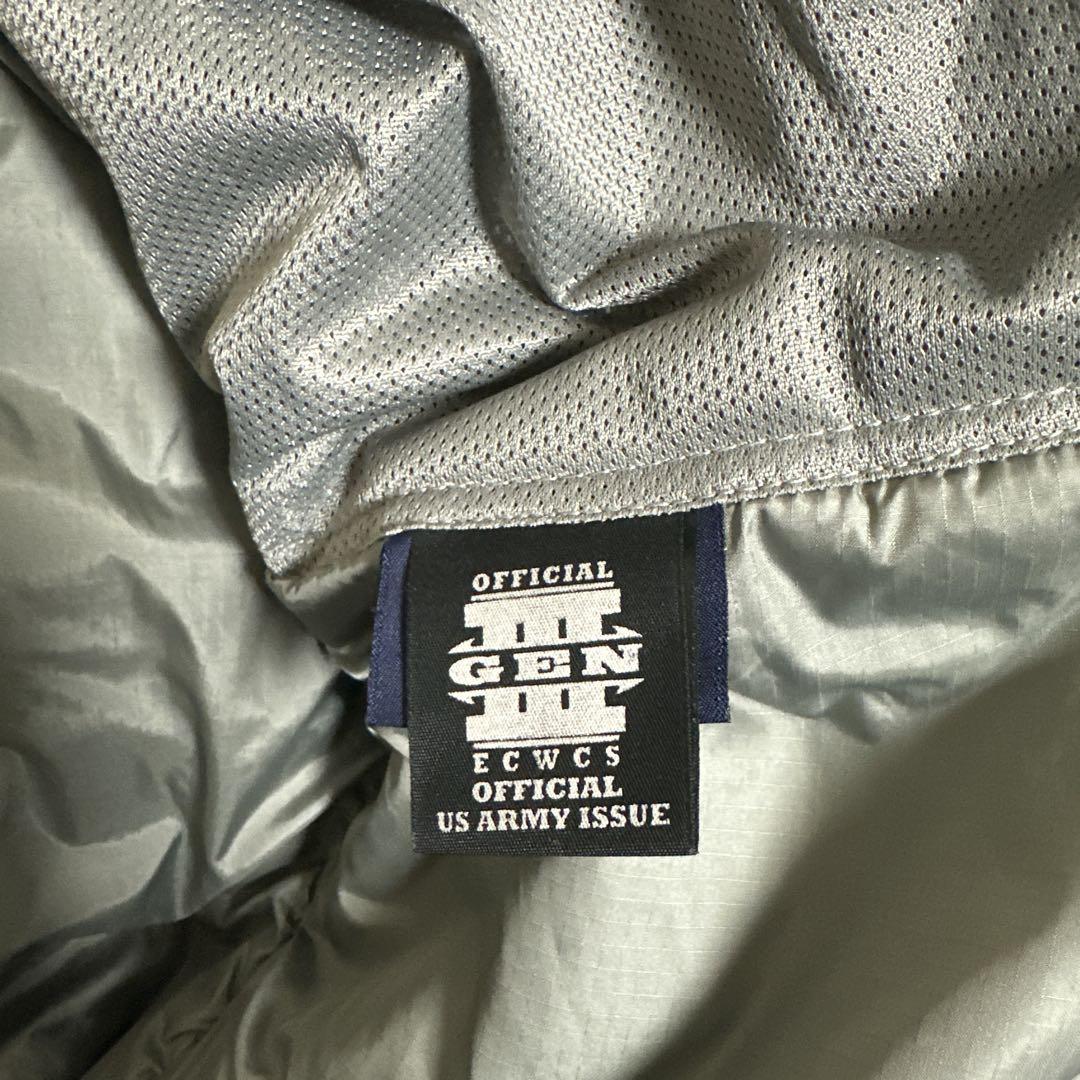 OFFICIAL
III
GEN
III
ECWCS
OFFICIAL
US ARMY ISSUE